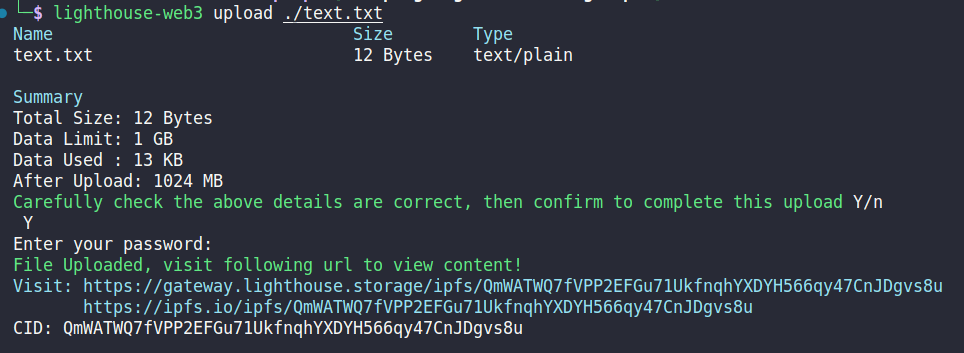 $ lighthouse-web3 upload ./text.txt
Name Size Type
text.txt 12 Bytes text/plain
Summary
Total Size: 12 Bytes
Data Limit: 1 GB
Data Used : 13 KB
After Upload: 1024 MB
Carefully check the above details are correct, then confirm to complete this upload Y/n
Y
Enter your password:
File Uploaded, visit following url to view content!
Visit: https://gateway.lighthouse.storage/ipfs/QmWATWQ7fVPP2EFGu71UkfnqhYXDYH566qy47CnJDgvs8u
https://ipfs.io/ipfs/QmWATWQ7fVPP2EFGu71UkfnqhYXDYH566qy47CnJDgvs8u
CID: QmWATWQ7fVPP2EFGu71UkfnqhYXDYH566qy47CnJDgvs8u